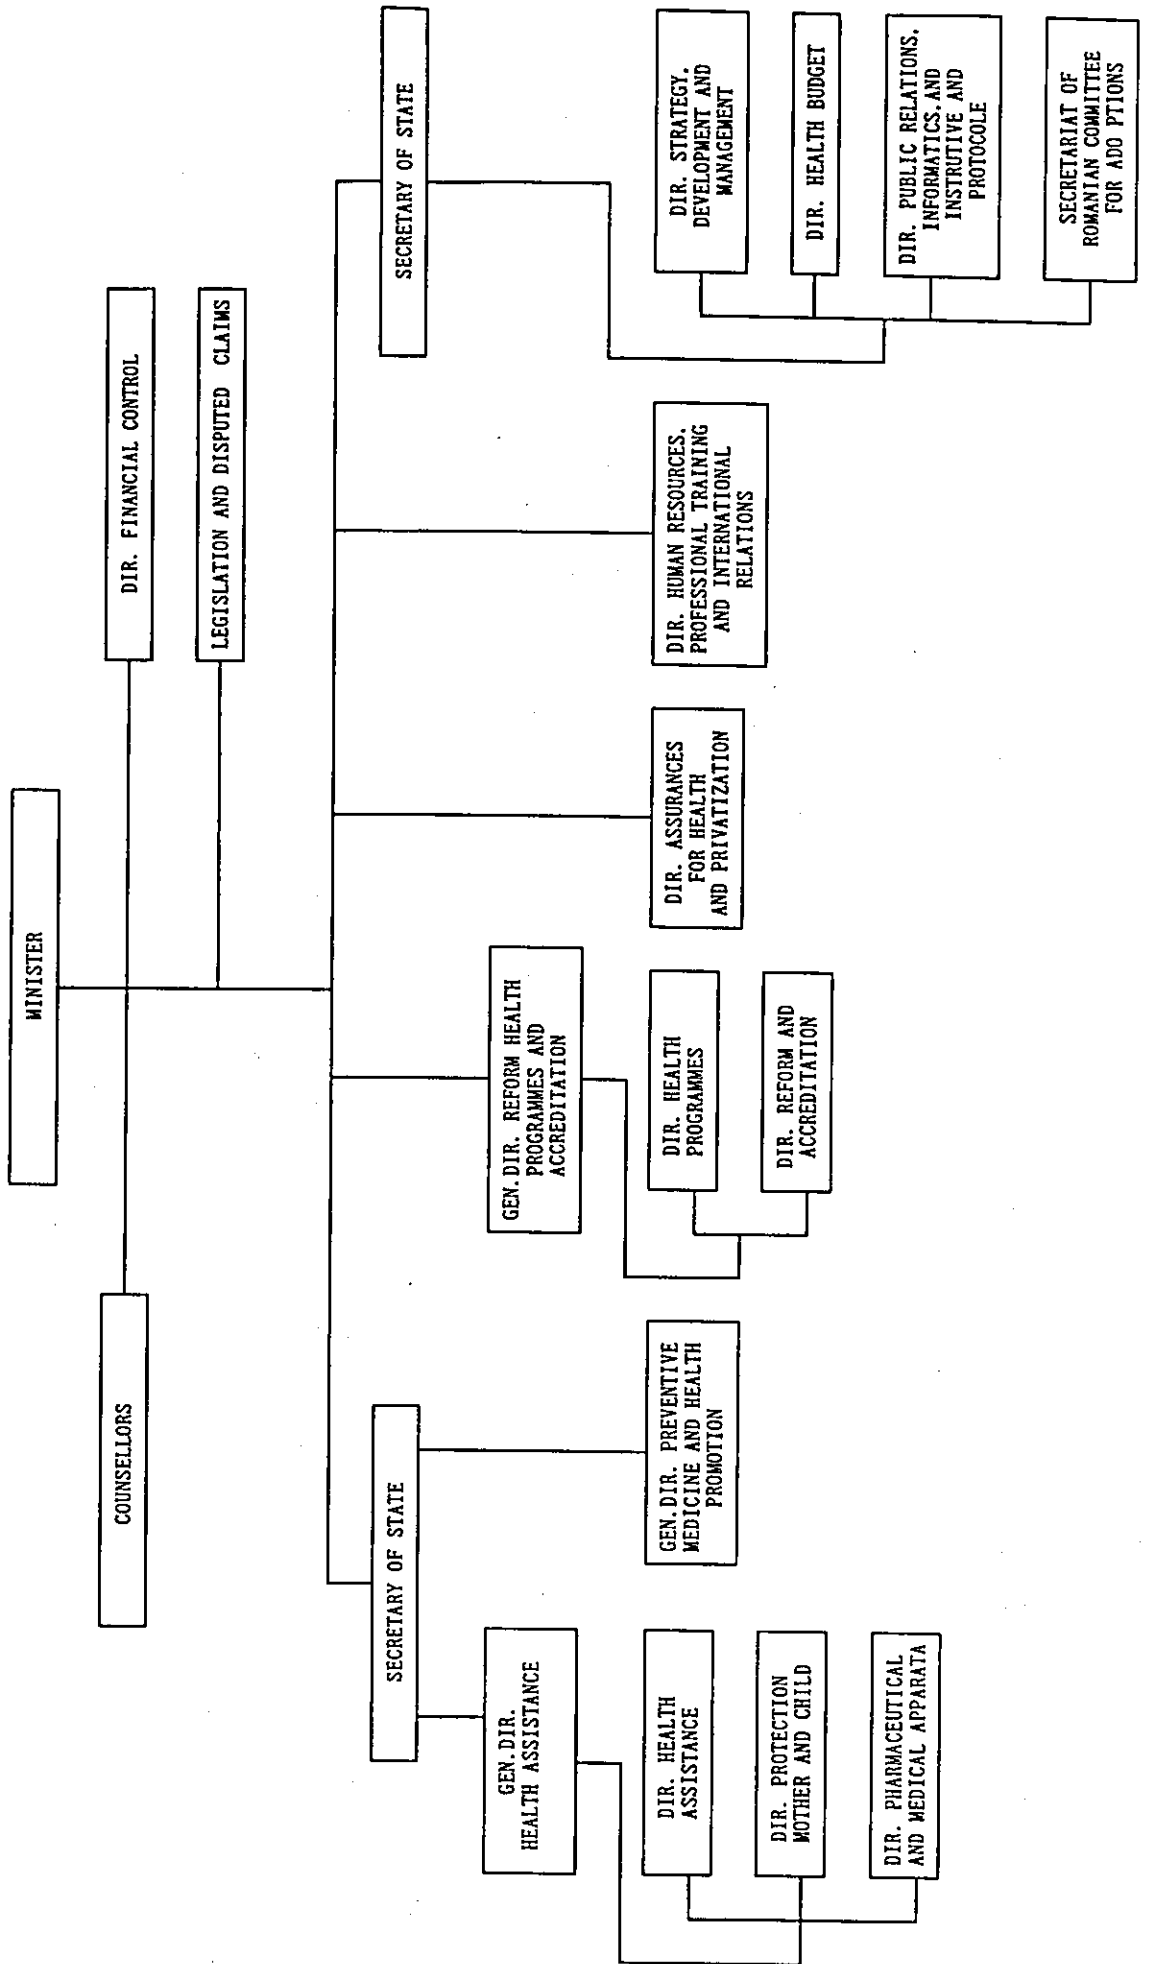 MINISTER
COUNSELLORS
DIR. FINANCIAL CONTROL
LEGISLATION AND DISPUTED CLAIMS
SECRETARY OF STATE
SECRETARY OF STATE
GEN.DIR.
HEALTH ASSISTANCE
GEN.DIR. REFORM HEALTH
PROGRAMMES AND
ACCREDITATION
DIR. HEALTH
ASSISTANCE
DIR. PROTECTION
MOTHER AND CHILD
DIR. PHARMACEUTICAL
AND MEDICAL APPARATA
GEN.DIR. PREVENTIVE
MEDICINE AND HEALTH
PROMOTION
DIR. HEALTH
PROGRAMMES
DIR. REFORM AND
ACCREDITATION
DIR. ASSURANCES
FOR HEALTH
AND PRIVATIZATION
DIR. HUMAN RESOURCES.
PROFESSIONAL TRAINING
AND INTERNATIONAL
RELATIONS
DIR. STRATEGY.
DEVELOPMENT AND
MANAGEMENT
DIR. HEALTH BUDGET
DIR. PUBLIC RELATIONS.
INFORMATICS.AND
INSTRUTIVE AND
PROTOCOLE
SECRETARIAT OF
ROMANIAN COMMITTEE
FOR ADO PTIONS